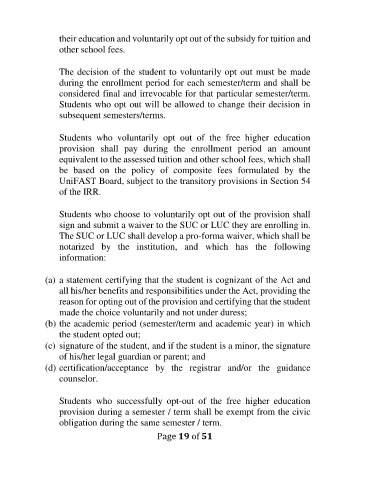 their education and voluntarily opt out of the subsidy for tuition and
other school fees.
The decision of the student to voluntarily opt out must be made
during the enrollment period for each semester/term and shall be
considered final and irrevocable for that particular semester/term.
Students who opt out will be allowed to change their decision in
subsequent semesters/terms.
Students who voluntarily opt out of the free higher education
provision shall pay during the enrollment period an amount
equivalent to the assessed tuition and other school fees, which shall
be based on the policy of composite fees formulated by the
UniFAST Board, subject to the transitory provisions in Section 54
of the IRR.
Students who choose to voluntarily opt out of the provision shall
sign and submit a waiver to the SUC or LUC they are enrolling in.
The SUC or LUC shall develop a pro-forma waiver, which shall be
notarized by the institution, and which has the following
information:
(a) a statement certifying that the student is cognizant of the Act and
all his/her benefits and responsibilities under the Act, providing the
reason for opting out of the provision and certifying that the student
made the choice voluntarily and not under duress;
(b) the academic period (semester/term and academic year) in which
the student opted out;
(c) signature of the student, and if the student is a minor, the signature
of his/her legal guardian or parent; and
(d) certification/acceptance by the registrar and/or the guidance
counselor.
Students who successfully opt-out of the free higher education
provision during a semester / term shall be exempt from the civic
obligation during the same semester / term.
Page 19 of 51